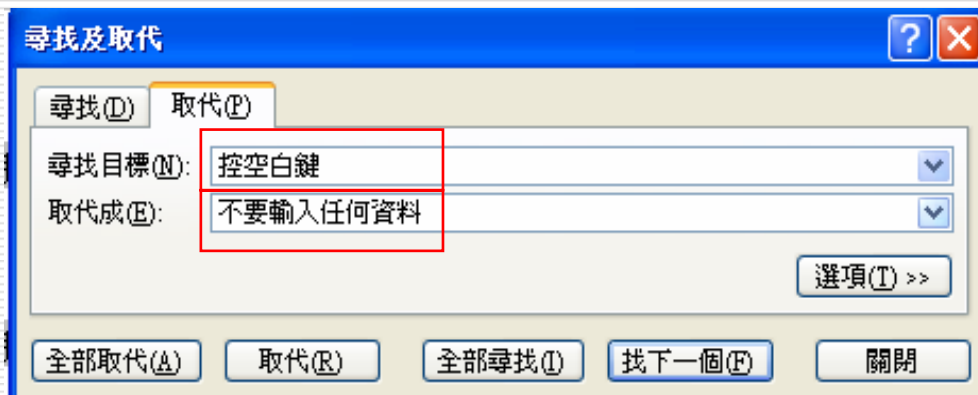 尋找及取代
尋找(D) 取代(P)
尋找目標(N): 控空白鍵
取代成(E): 不要輸入任何資料
選項(T) >>
全部取代(A) 取代(R) 全部尋找(I) 找下一個(F) 關閉